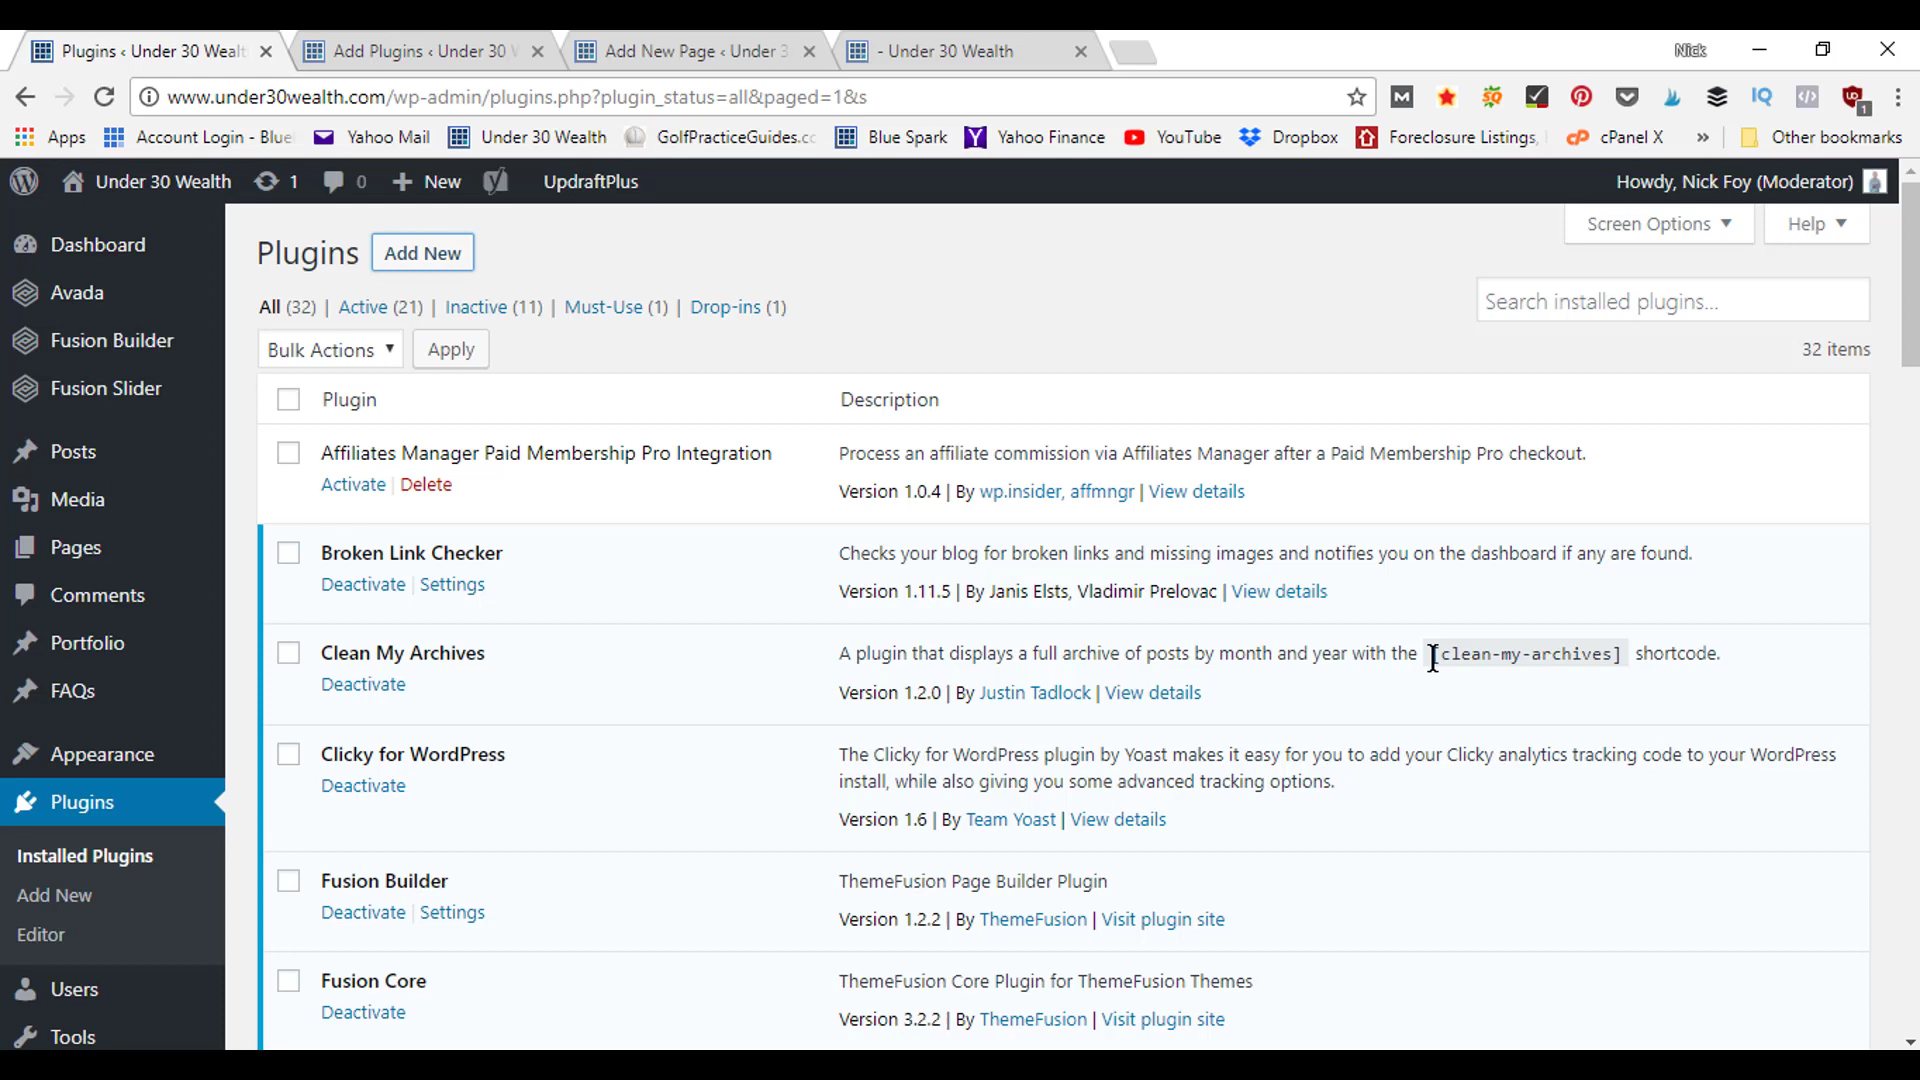 Plugins ‹ Under 30 Wealt
Add Plugins ‹ Under 30
Add New Page ‹ Under 3
- Under 30 Wealth
Nick
www.under30wealth.com/wp-admin/plugins.php?plugin_status=all&paged=1&s
Apps
Account Login - Blue
Yahoo Mail
Under 30 Wealth
GolfPracticeGuides.co
Blue Spark
Yahoo Finance
YouTube
Dropbox
Foreclosure Listings,
cPanel X
»
Other bookmarks
Under 30 Wealth
1
0
New
UpdraftPlus
Howdy, Nick Foy (Moderator)
Dashboard
Avada
Fusion Builder
Fusion Slider
Posts
Media
Pages
Comments
Portfolio
FAQs
Appearance
Plugins
Installed Plugins
Add New
Editor
Users
Tools
Screen Options
Help
Plugins
Add New
All (32) | Active (21) | Inactive (11) | Must-Use (1) | Drop-ins (1)
Search installed plugins...
Bulk Actions
Apply
32 items
Plugin
Description
Affiliates Manager Paid Membership Pro Integration
Activate | Delete
Process an affiliate commission via Affiliates Manager after a Paid Membership Pro checkout.
Version 1.0.4 | By wp.insider, affmngr | View details
Broken Link Checker
Deactivate | Settings
Checks your blog for broken links and missing images and notifies you on the dashboard if any are found.
Version 1.11.5 | By Janis Elsts, Vladimir Prelovac | View details
Clean My Archives
Deactivate
A plugin that displays a full archive of posts by month and year with the [clean-my-archives] shortcode.
Version 1.2.0 | By Justin Tadlock | View details
Clicky for WordPress
Deactivate
The Clicky for WordPress plugin by Yoast makes it easy for you to add your Clicky analytics tracking code to your WordPress
install, while also giving you some advanced tracking options.
Version 1.6 | By Team Yoast | View details
Fusion Builder
Deactivate | Settings
ThemeFusion Page Builder Plugin
Version 1.2.2 | By ThemeFusion | Visit plugin site
Fusion Core
Deactivate
ThemeFusion Core Plugin for ThemeFusion Themes
Version 3.2.2 | By ThemeFusion | Visit plugin site